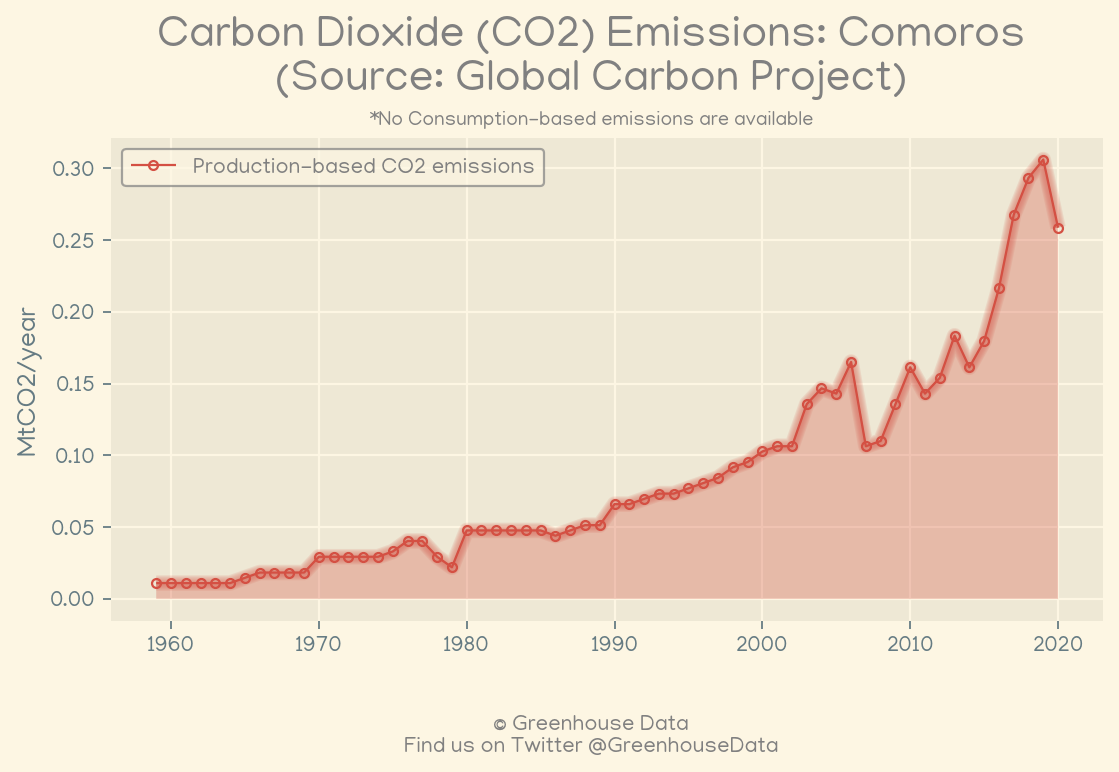 Carbon Dioxide (CO2) Emissions: Comoros
(Source: Global Carbon Project)
*No Consumption-based emissions are available
Production-based CO2 emissions
MtCO2/year
0.30
0.25
0.20
0.15
0.10
0.05
0.00
1960 1970 1980 1990 2000 2010 2020
© Greenhouse Data
Find us on Twitter @GreenhouseData